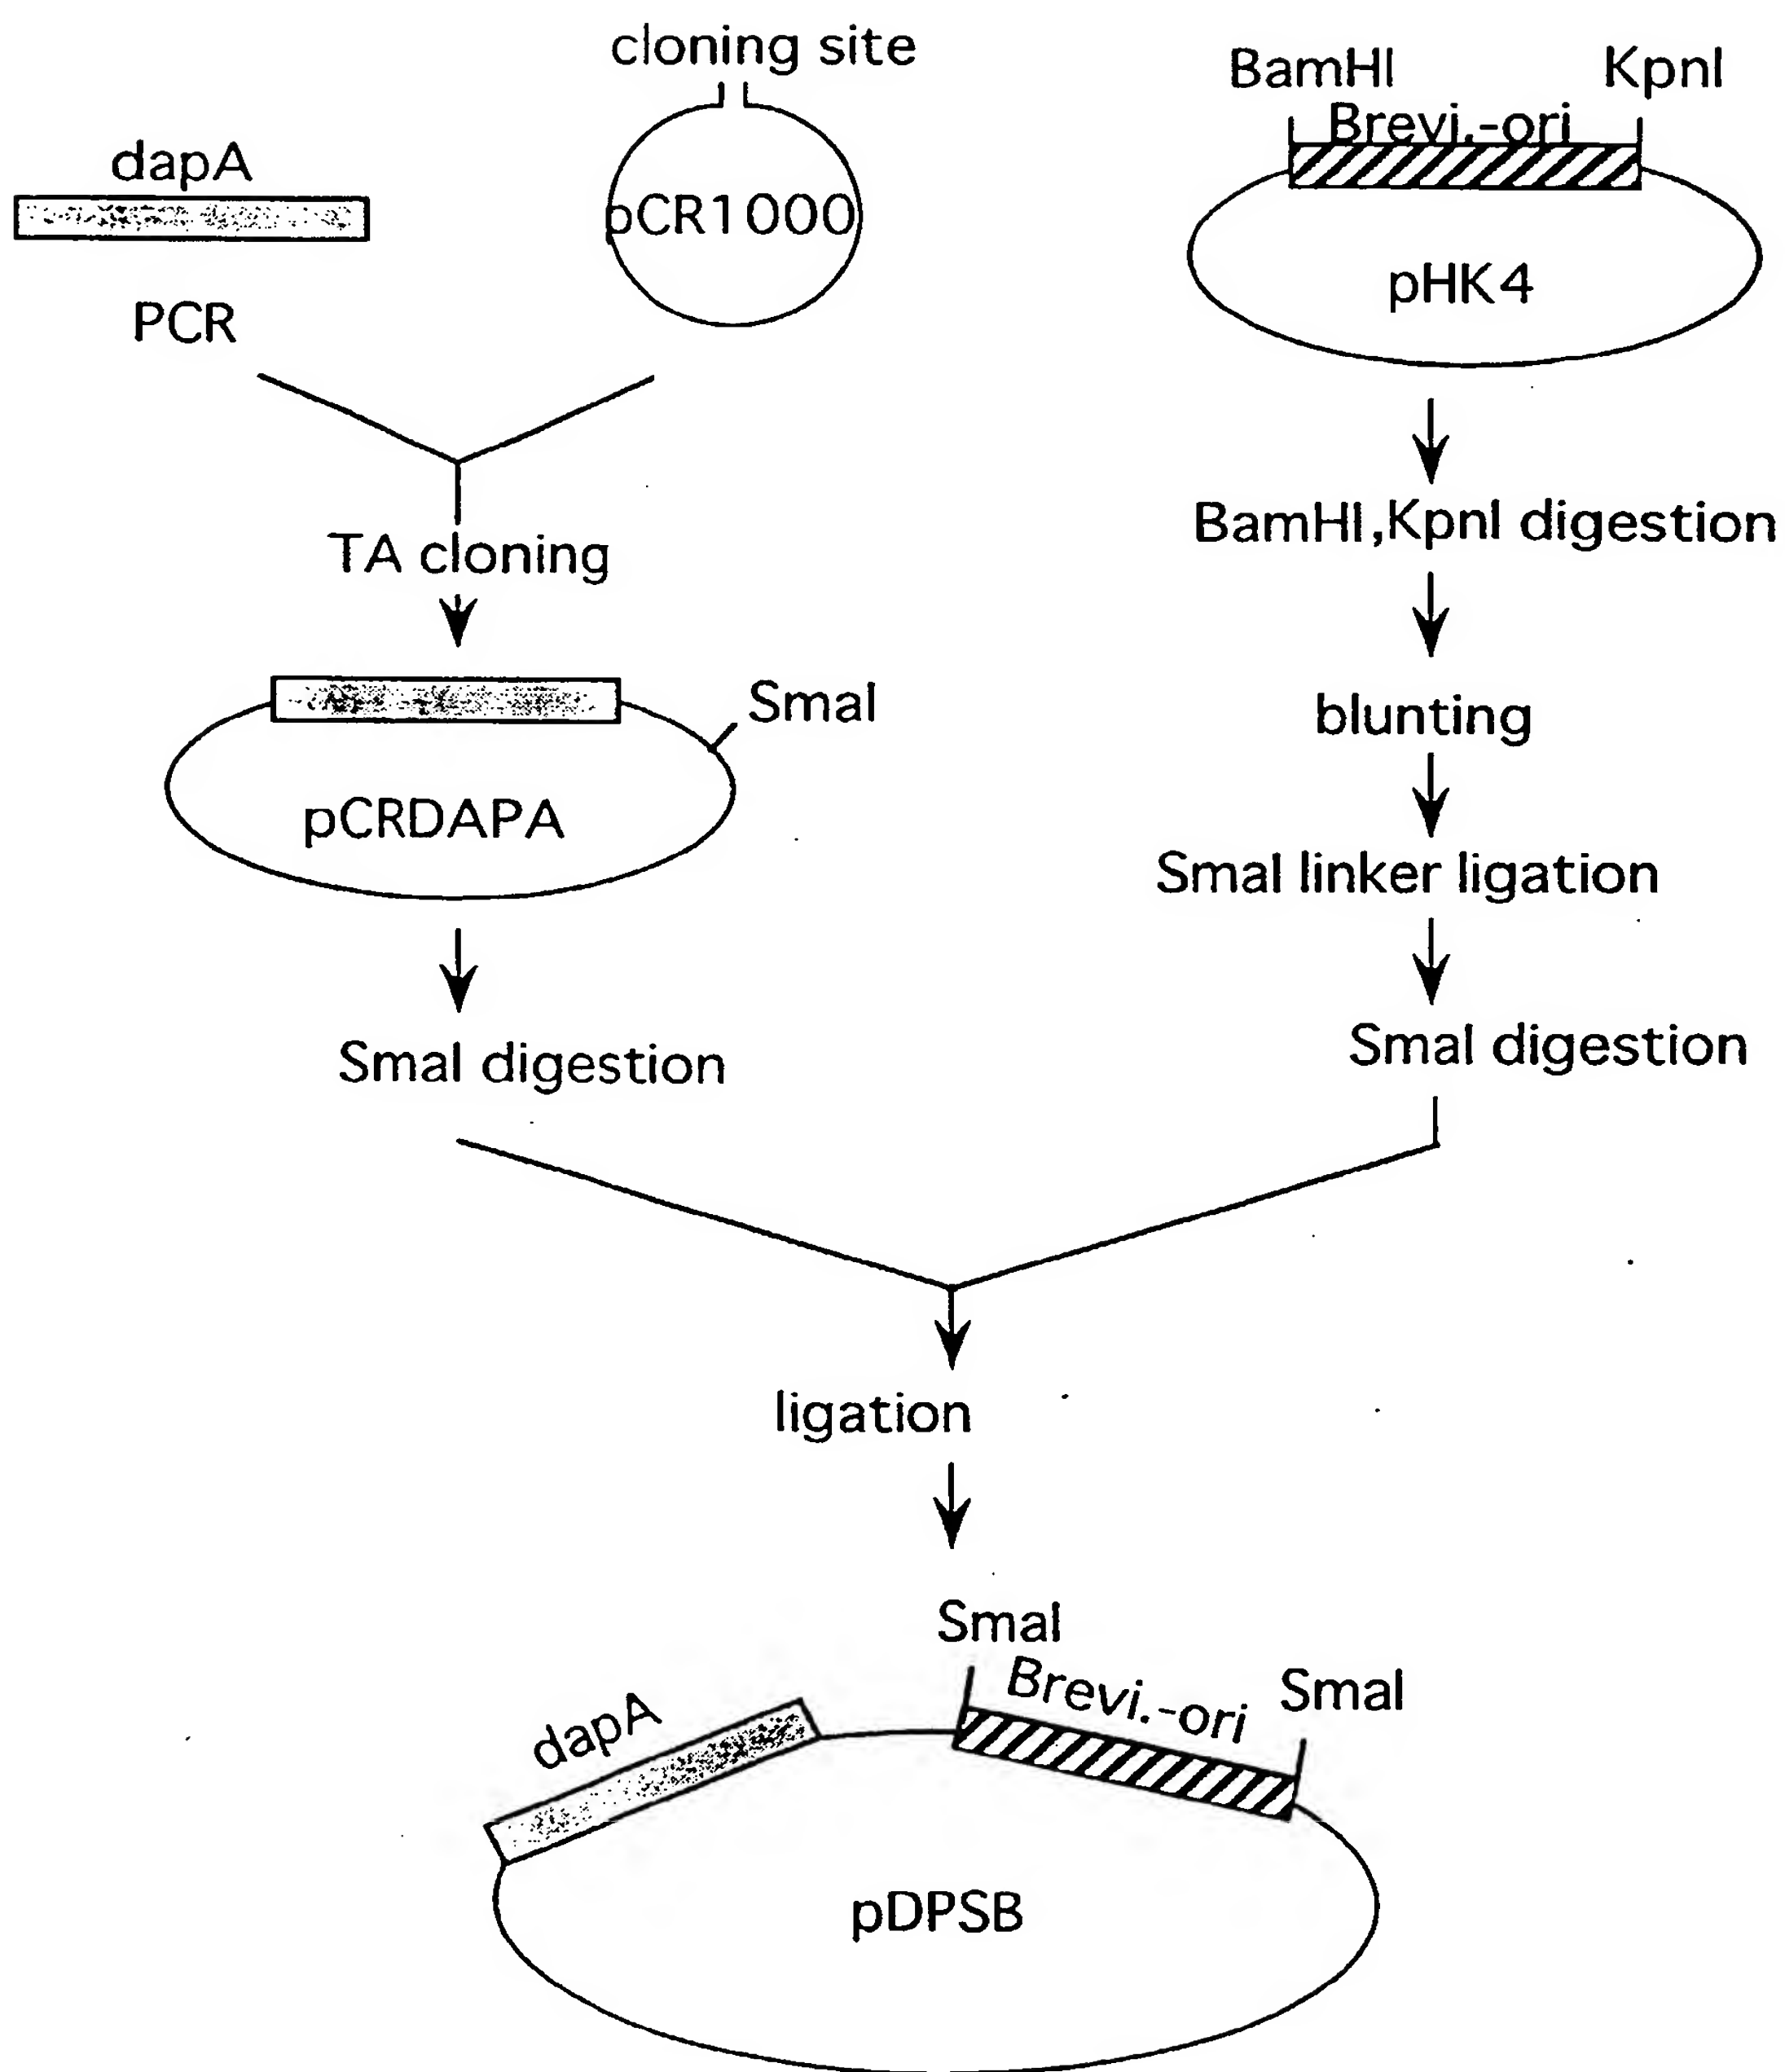 cloning site
dapA
pCR1000
PCR
TA cloning
SmaI
pCRDAPA
SmaI digestion
BamHI
KpnI
Brevi.-ori
pHK4
BamHI,KpnI digestion
blunting
SmaI linker ligation
SmaI digestion
ligation
SmaI
Brevi.-ori
SmaI
dapA
pDPSB